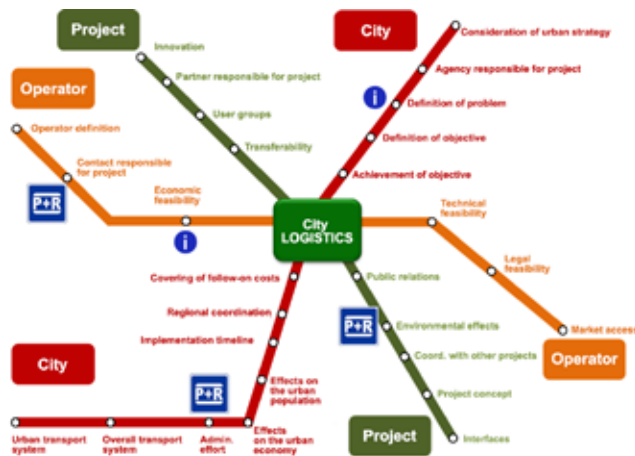 Project
City
Innovation
Consideration of urban strategy
Partner responsible for project
Agency responsible for project
Operator
User groups
i
Definition of problem
Operator definition
Transferability
Definition of objective
Contact responsible
for project
Achievement of objective
P+R
Economic
feasibility
i
City
LOGISTICS
Technical
feasibility
Legal
feasibility
Covering of follow-on costs
Public relations
Regional coordination
P+R
Environmental effects
Market access
Implementation timeline
Coord. with other projects
Operator
City
P+R
Effects on
the urban
population
Project concept
Urban transport
system
Overall transport
system
Admin.
effort
Effects
on the urban
economy
Project
Interfaces